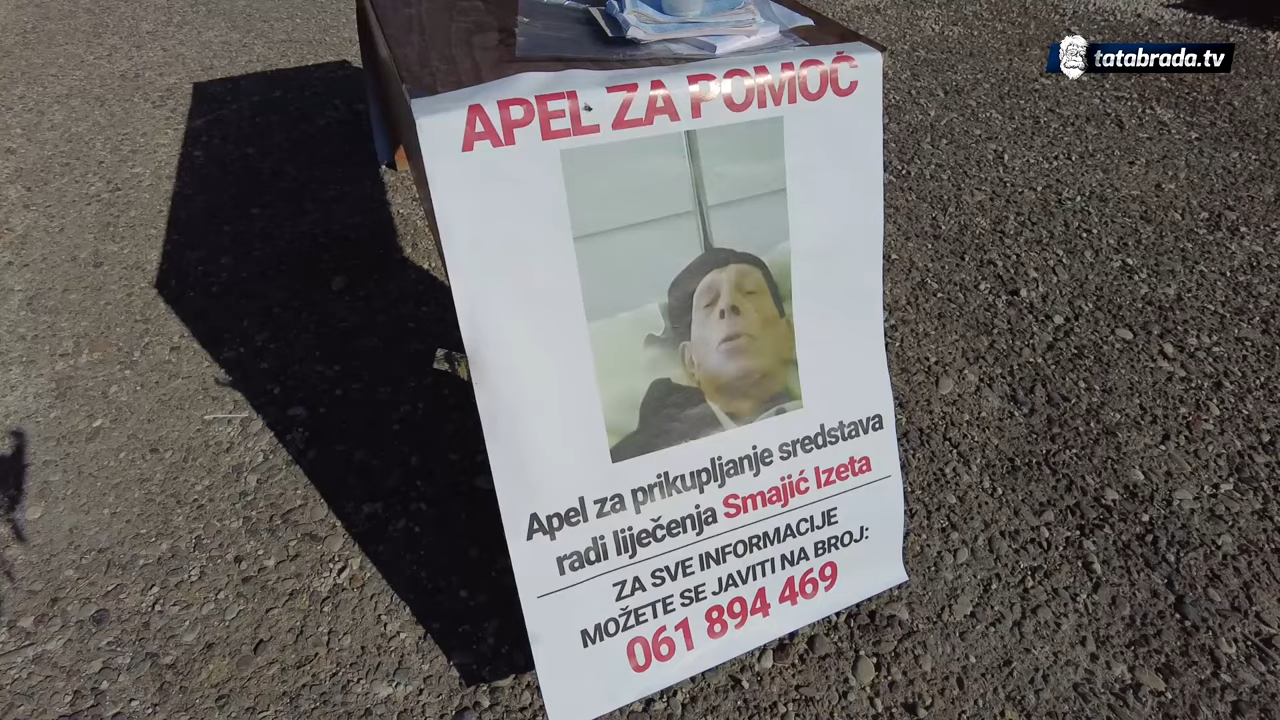 tatabrada.tv
APEL ZA POMOĆ
Apel za prikupljanje sredstava
radi liječenja Smajić Izeta
ZA SVE INFORMACIJE
MOŽETE SE JAVITI NA BROJ:
061 894 469